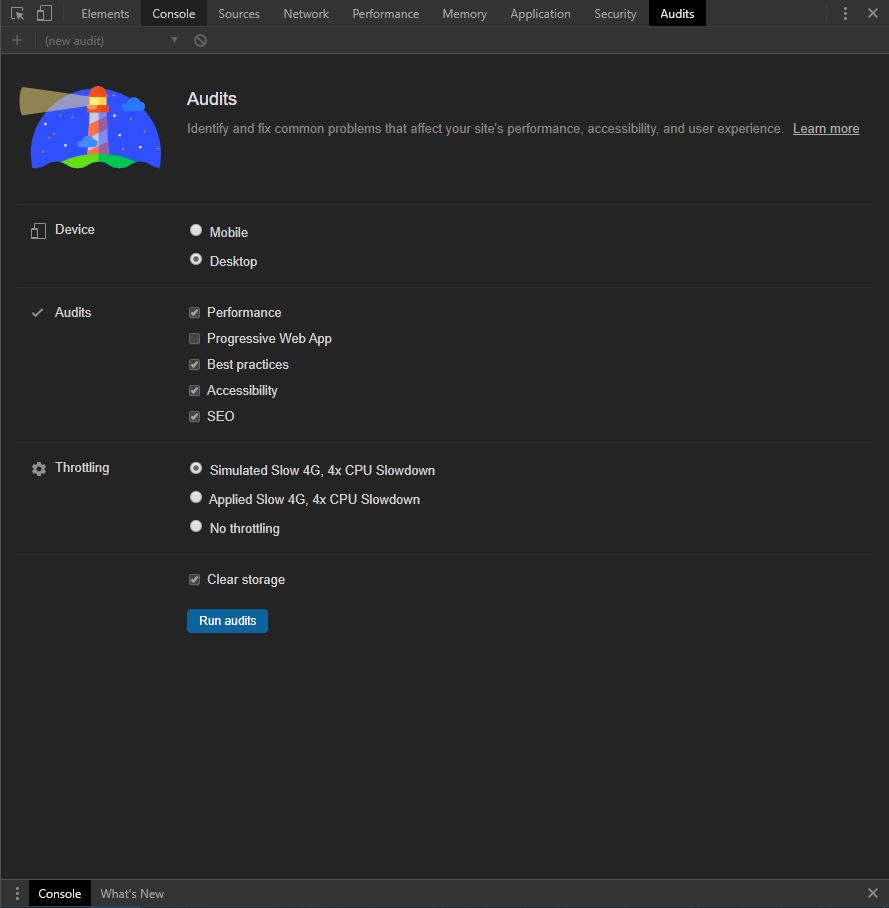 Elements Console Sources Network Performance Memory Application Security Audits
(new audit)
Audits
Identify and fix common problems that affect your site's performance, accessibility, and user experience. Learn more
Device
Mobile
Desktop
Audits
Performance
Progressive Web App
Best practices
Accessibility
SEO
Throttling
Simulated Slow 4G, 4x CPU Slowdown
Applied Slow 4G, 4x CPU Slowdown
No throttling
Clear storage
Run audits
Console What's New